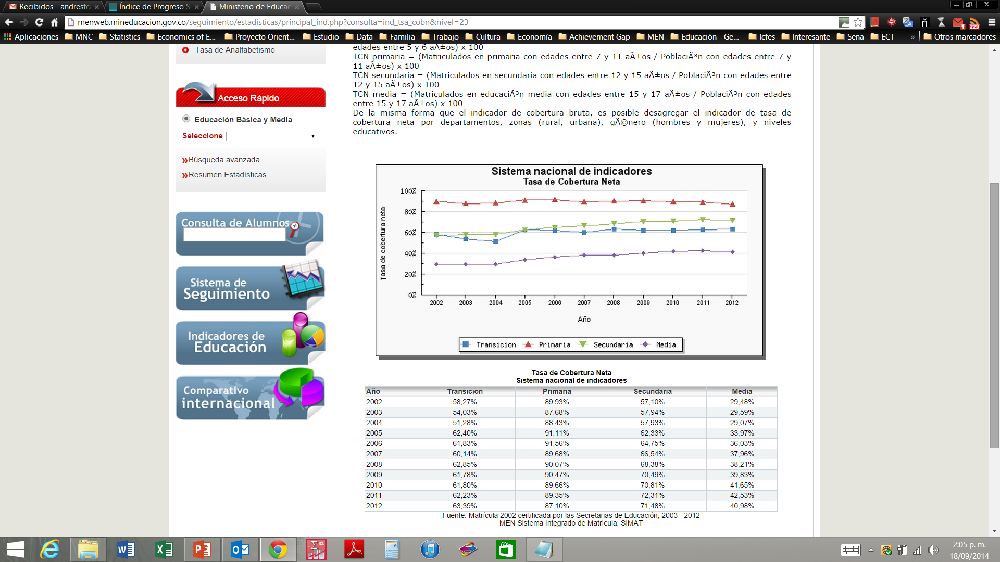 Recibidos - andresfc
Índice de Progreso S
Ministerio de Educac
menweb.mineducacion.gov.co/seguimiento/estadisticas/principal_ind.php?consulta=ind_tsa_cobn&nivel=23
Aplicaciones MNC Statistics Economics of E... Proyecto Orient... Estudio Data Familia Trabajo Cultura Economía Achievement Gap MEN Educación - Ge... Icfes Interesante Sena ECT » Otros marcadores
Tasa de Analfabetismo
Acceso Rápido
Educación Básica y Media
Seleccione
Búsqueda avanzada
Resumen Estadísticas
Consulta de Alumnos
Sistema de
Seguimiento
Indicadores de
Educación
Comparativo
internacional
edades entre 5 y 6 aÃ±os) x 100
TCN primaria = (Matriculados en primaria con edades entre 7 y 11 aÃ±os / PoblaciÃ³n con edades entre 7 y
11 aÃ±os) x 100
TCN secundaria = (Matriculados en secundaria con edades entre 12 y 15 aÃ±os / PoblaciÃ³n con edades entre
12 y 15 aÃ±os) x 100
TCN media = (Matriculados en educaciÃ³n media con edades entre 15 y 17 aÃ±os / PoblaciÃ³n con edades
entre 15 y 17 aÃ±os) x 100
De la misma forma que el indicador de cobertura bruta, es posible desagregar el indicador de tasa de
cobertura neta por departamentos, zonas (rural, urbana), gÃ©nero (hombres y mujeres), y niveles
educativos.
Sistema nacional de indicadores
Tasa de Cobertura Neta
Tasa de cobertura neta
100%
80%
60%
40%
20%
0%
2002 2003 2004 2005 2006 2007 2008 2009 2010 2011 2012
Año
Transicion Primaria Secundaria Media
Tasa de Cobertura Neta
Sistema nacional de indicadores
Año Transicion Primaria Secundaria Media
2002 58,27% 89,93% 57,10% 29,48%
2003 54,03% 87,68% 57,94% 29,59%
2004 51,28% 88,43% 57,93% 29,07%
2005 62,40% 91,11% 62,33% 33,97%
2006 61,83% 91,56% 64,75% 36,03%
2007 60,14% 89,68% 66,54% 37,96%
2008 62,85% 90,07% 68,38% 38,21%
2009 61,78% 90,47% 70,49% 39,83%
2010 61,80% 89,66% 70,81% 41,65%
2011 62,23% 89,35% 72,31% 42,53%
2012 63,39% 87,10% 71,48% 40,98%
Fuente: Matrícula 2002 certificada por las Secretarias de Educación; 2003 - 2012
MEN Sistema Integrado de Matrícula, SIMAT
2:05 p. m.
18/09/2014